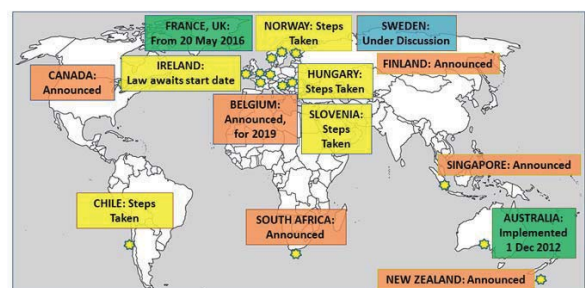 FRANCE, UK:
From 20 May 2016
NORWAY: Steps
Taken
SWEDEN:
Under Discussion
CANADA:
Announced
IRELAND:
Law awaits start date
HUNGARY:
Steps Taken
FINLAND: Announced
BELGIUM:
Announced,
for 2019
SLOVENIA:
Steps
Taken
SINGAPORE: Announced
CHILE: Steps
Taken
SOUTH AFRICA:
Announced
AUSTRALIA:
Implemented
1 Dec 2012
NEW ZEALAND: Announced